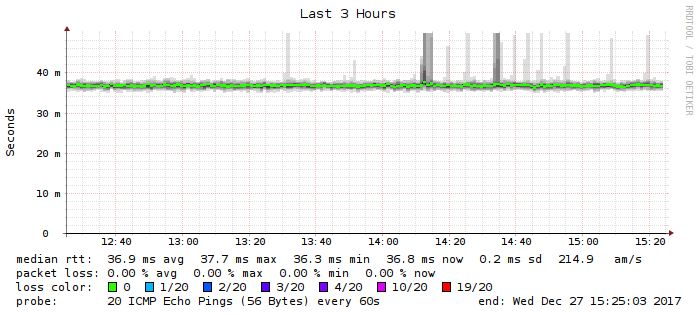 Last 3 Hours
RRDTOOL / TOBI OETIKER
Seconds
40 m
30 m
20 m
10 m
0
12:40 13:00 13:20 13:40 14:00 14:20 14:40 15:00 15:20
median rtt: 36.9 ms avg 37.7 ms max 36.3 ms min 36.8 ms now 0.2 ms sd 214.9 am/s
packet loss: 0.00 % avg 0.00 % max 0.00 % min 0.00 % now
loss color: 0 1/20 2/20 3/20 4/20 10/20 19/20
probe: 20 ICMP Echo Pings (56 Bytes) every 60s end: Wed Dec 27 15:25:03 2017